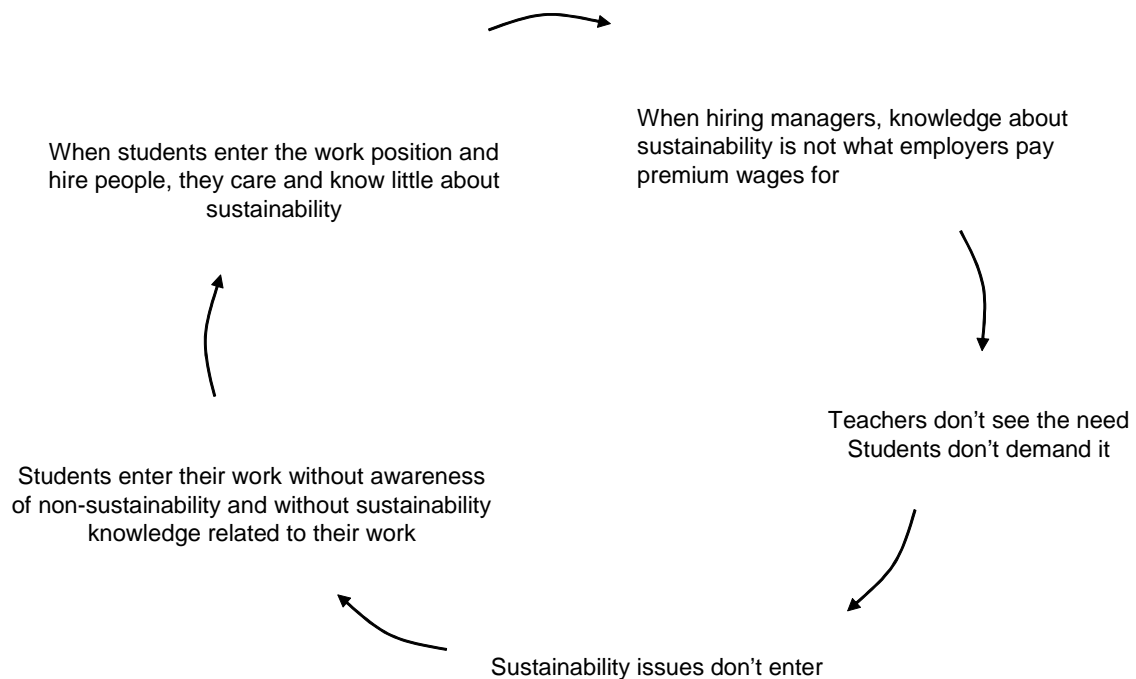 When hiring managers, knowledge about
sustainability is not what employers pay
premium wages for
Teachers don’t see the need
Students don’t demand it
Sustainability issues don’t enter
Students enter their work without awareness
of non-sustainability and without sustainability
knowledge related to their work
When students enter the work position and
hire people, they care and know little about
sustainability